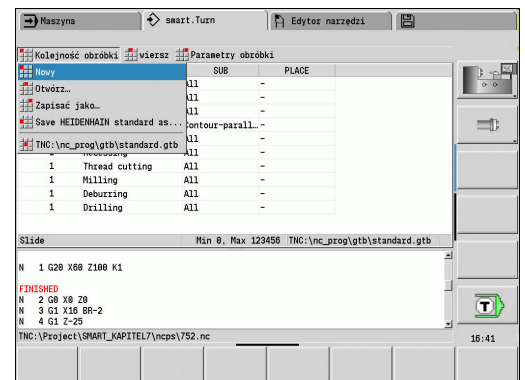 Maszyna smart.Turn Edytor narzędzi
Kolejność obróbki wiersz Parametry obróbki
Nowy
Otwórz…
Zapisać jako…
Save HEIDENHAIN standard as...
TNC:\nc_prog\gtb\standard.gtb
SUB PLACE
All -
All -
All -
Contour-parall… -
All -
1 All -
1 Thread cutting All -
1 Milling All -
1 Deburring All -
1 Drilling All -
Slide Min 0, Max 123456 TNC:\nc_prog\gtb\standard.gtb
N 1 G20 X60 Z100 K1
FINISHED
N 2 G0 X0 Z0
N 3 G1 X16 BR-2
N 4 G1 Z-25
TNC:\Project\SMART_KAPITEL7\ncps\752.nc
T
16:41